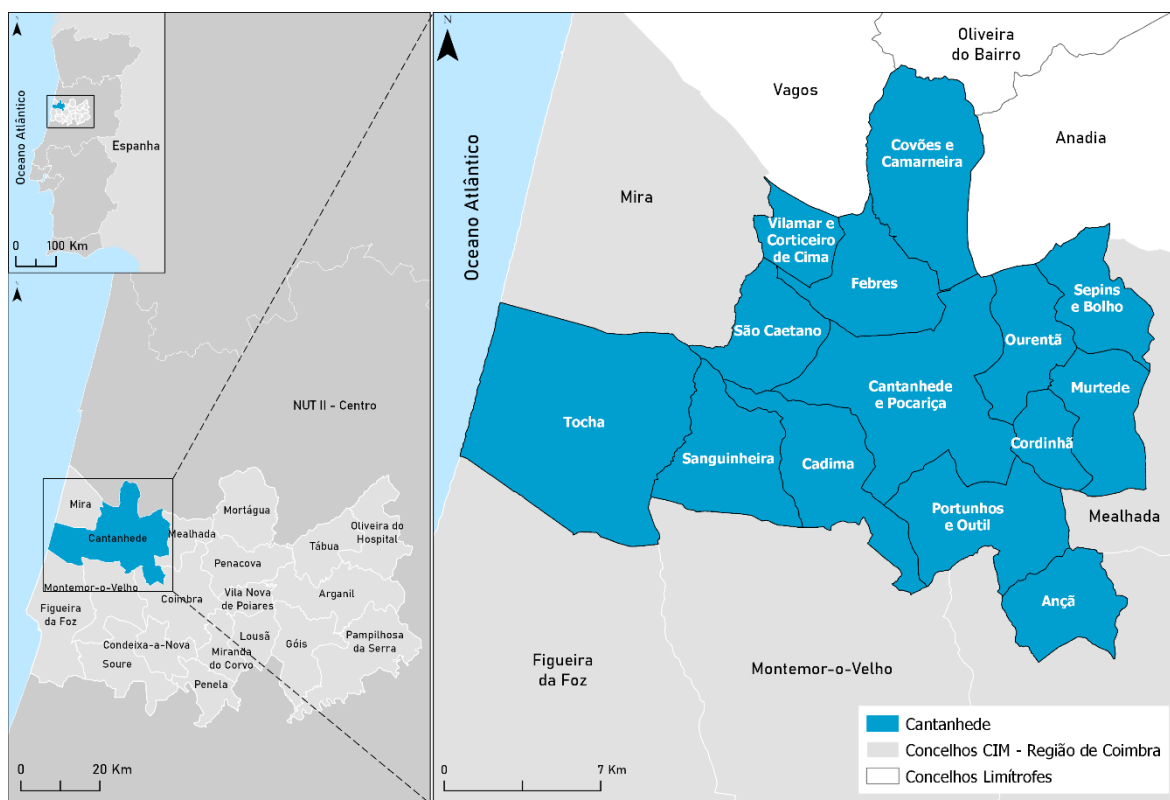 N
Oceano Atlântico
Espanha
0
100 Km
NUT II - Centro
Mira
Cantanhede
Mealhada
Mortágua
Oliveira do
Hospital
Tábua
Penacova
Montemor-o-Velho
Coimbra
Vila Nova
de Poiares
Arganil
Figueira
da Foz
Condeixa-a-Nova
Lousã
Góis
Pampilhosa
da Serra
Soure
Miranda
do Corvo
Penela
0
20 Km
N
Oceano Atlântico
Oliveira
do Bairro
Vagos
Anadia
Covões e
Camarneira
Mira
Vilamar e
Corticeiro
de Cima
Febres
Sepins
e Bolho
São Caetano
Ourentã
Cantanhede
e Pocariça
Murtede
Tocha
Cordinhã
Sanguinheira
Cadima
Portunhos
e Outil
Mealhada
Ançã
Figueira
da Foz
Montemor-o-Velho
0
7 Km
Cantanhede
Concelhos CIM - Região de Coimbra
Concelhos Limítrofes